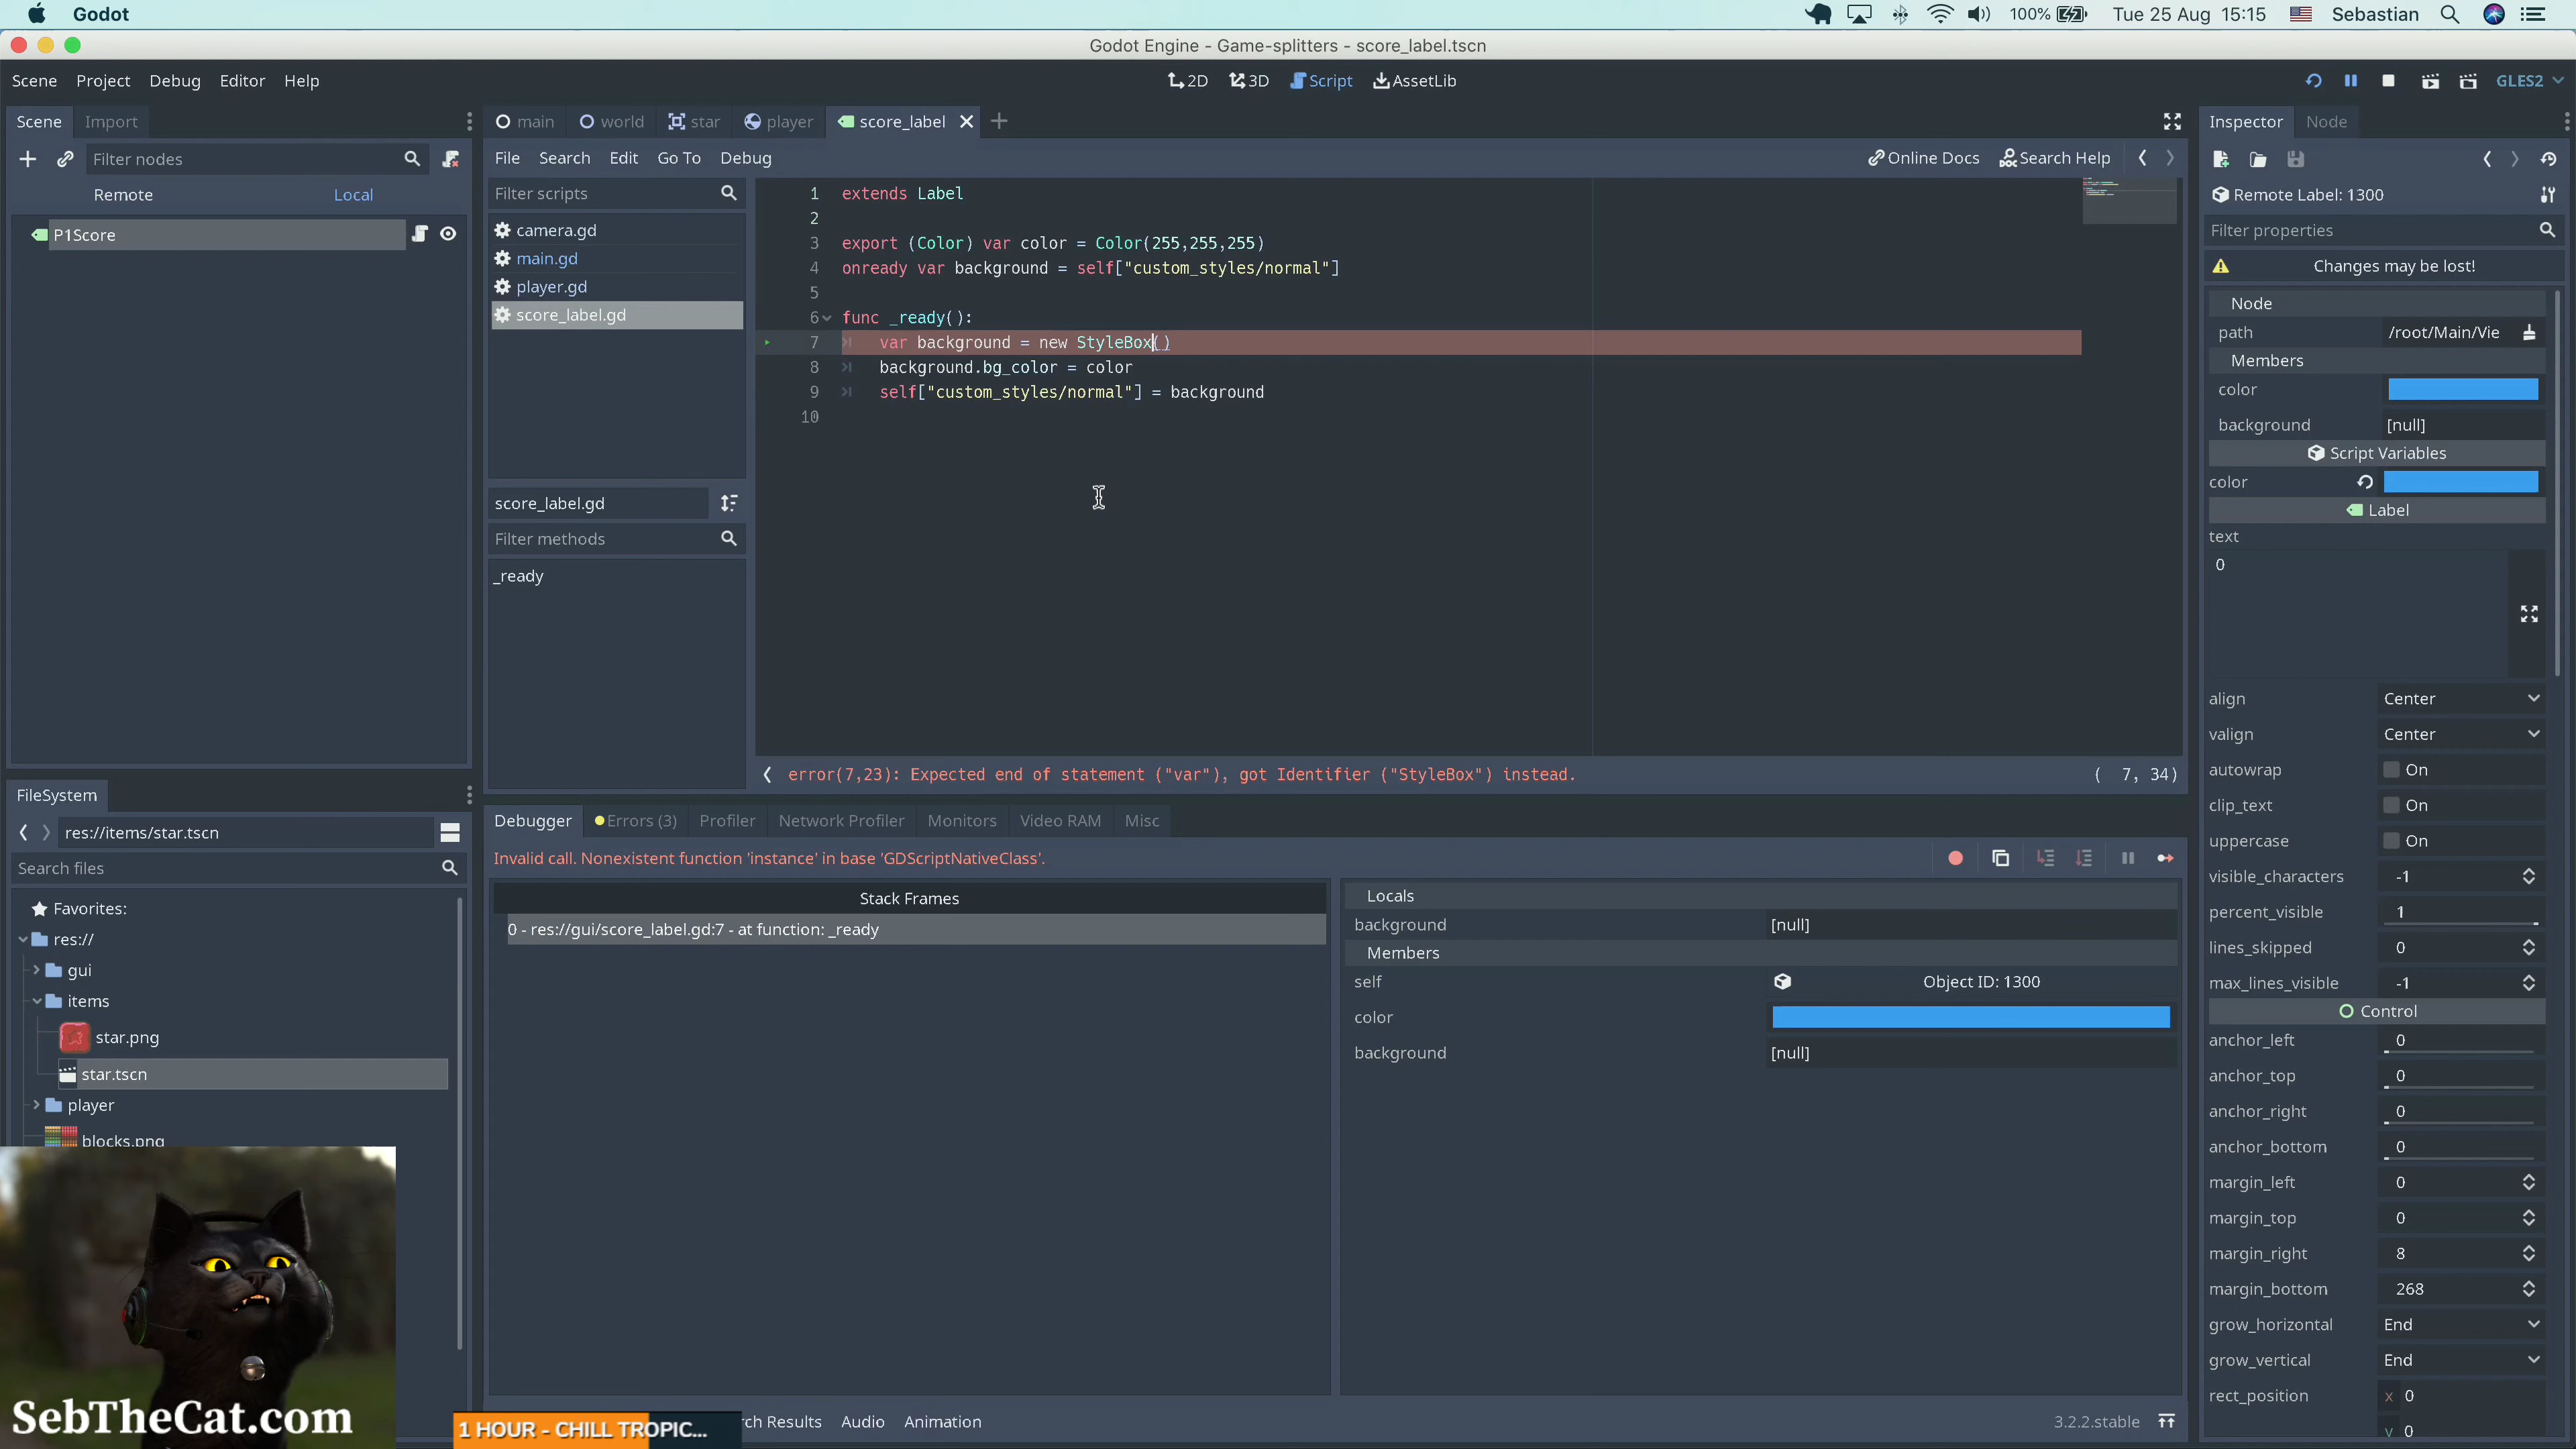 Godot
100%
Tue 25 Aug 15:15
Sebastian
Godot Engine - Game-splitters - score_label.tscn
Scene Project Debug Editor Help
2D 3D Script AssetLib
GLES2
Scene Import
main world star player score_label
Inspector Node
Filter nodes
File Search Edit Go To Debug
Online Docs Search Help
Remote Local
P1Score
Filter scripts
camera.gd
main.gd
player.gd
score_label.gd
score_label.gd
Filter methods
_ready
1 extends Label
2
3 export (Color) var color = Color(255,255,255)
4 onready var background = self["custom_styles/normal"]
5
6 func _ready():
7 var background = new StyleBox()
8 background.bg_color = color
9 self["custom_styles/normal"] = background
10
error(7,23): Expected end of statement ("var"), got Identifier ("StyleBox") instead.
( 7, 34)
Remote Label: 1300
Filter properties
Changes may be lost!
Node
path /root/Main/Vie
Members
color
background [null]
Script Variables
color
Label
text
0
align Center
valign Center
autowrap On
clip_text On
uppercase On
visible_characters -1
percent_visible 1
lines_skipped 0
max_lines_visible -1
Control
anchor_left 0
anchor_top 0
anchor_right 0
anchor_bottom 0
margin_left 0
margin_top 0
margin_right 8
margin_bottom 268
grow_horizontal End
grow_vertical End
rect_position x 0
y 0
FileSystem
res://items/star.tscn
Search files
Favorites:
res://
gui
items
star.png
star.tscn
player
blocks.png
Debugger Errors (3) Profiler Network Profiler Monitors Video RAM Misc
Invalid call. Nonexistent function 'instance' in base 'GDScriptNativeClass'.
Stack Frames
0 - res://gui/score_label.gd:7 - at function: _ready
Locals
background [null]
Members
self Object ID: 1300
color
background [null]
SebTheCat.com
1 HOUR - CHILL TROPIC...
rch Results Audio Animation
3.2.2.stable